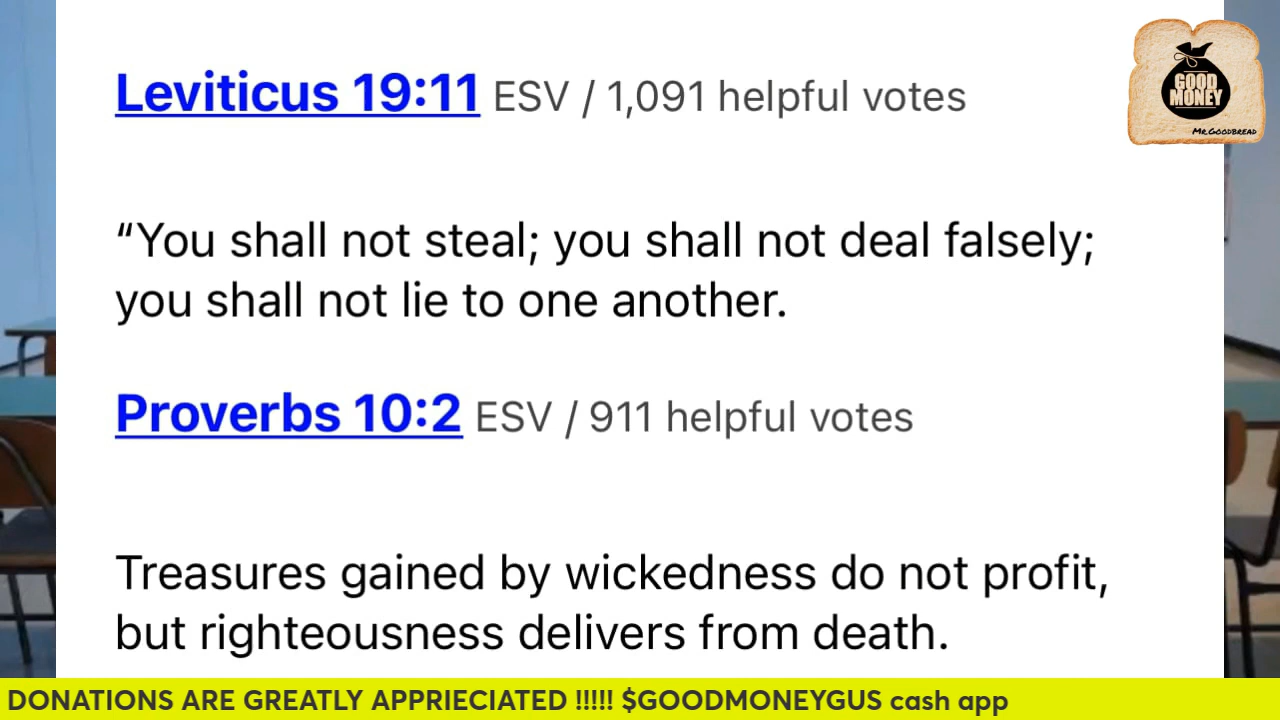 Leviticus 19:11 ESV / 1,091 helpful votes
GOOD
MONEY
MR.GOODBREAD
“You shall not steal; you shall not deal falsely;
you shall not lie to one another.
Proverbs 10:2 ESV / 911 helpful votes
Treasures gained by wickedness do not profit,
but righteousness delivers from death.
DONATIONS ARE GREATLY APPRIECIATED !!!!! $GOODMONEYGUS cash app